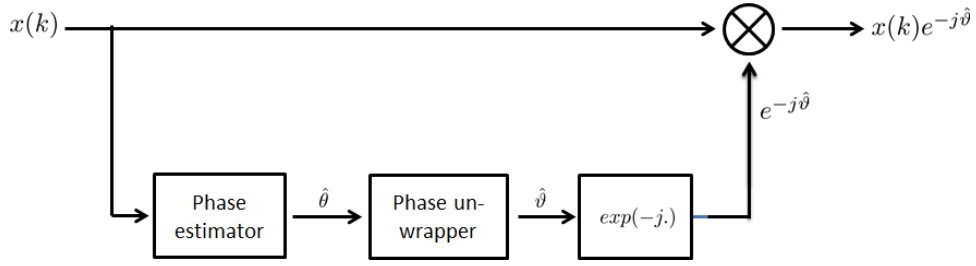 x(k)
x(k)e^{-j\hat{\vartheta}}
e^{-j\hat{\vartheta}}
Phase
estimator
\hat{\theta}
Phase un-
wrapper
\hat{\vartheta}
exp(-j.)